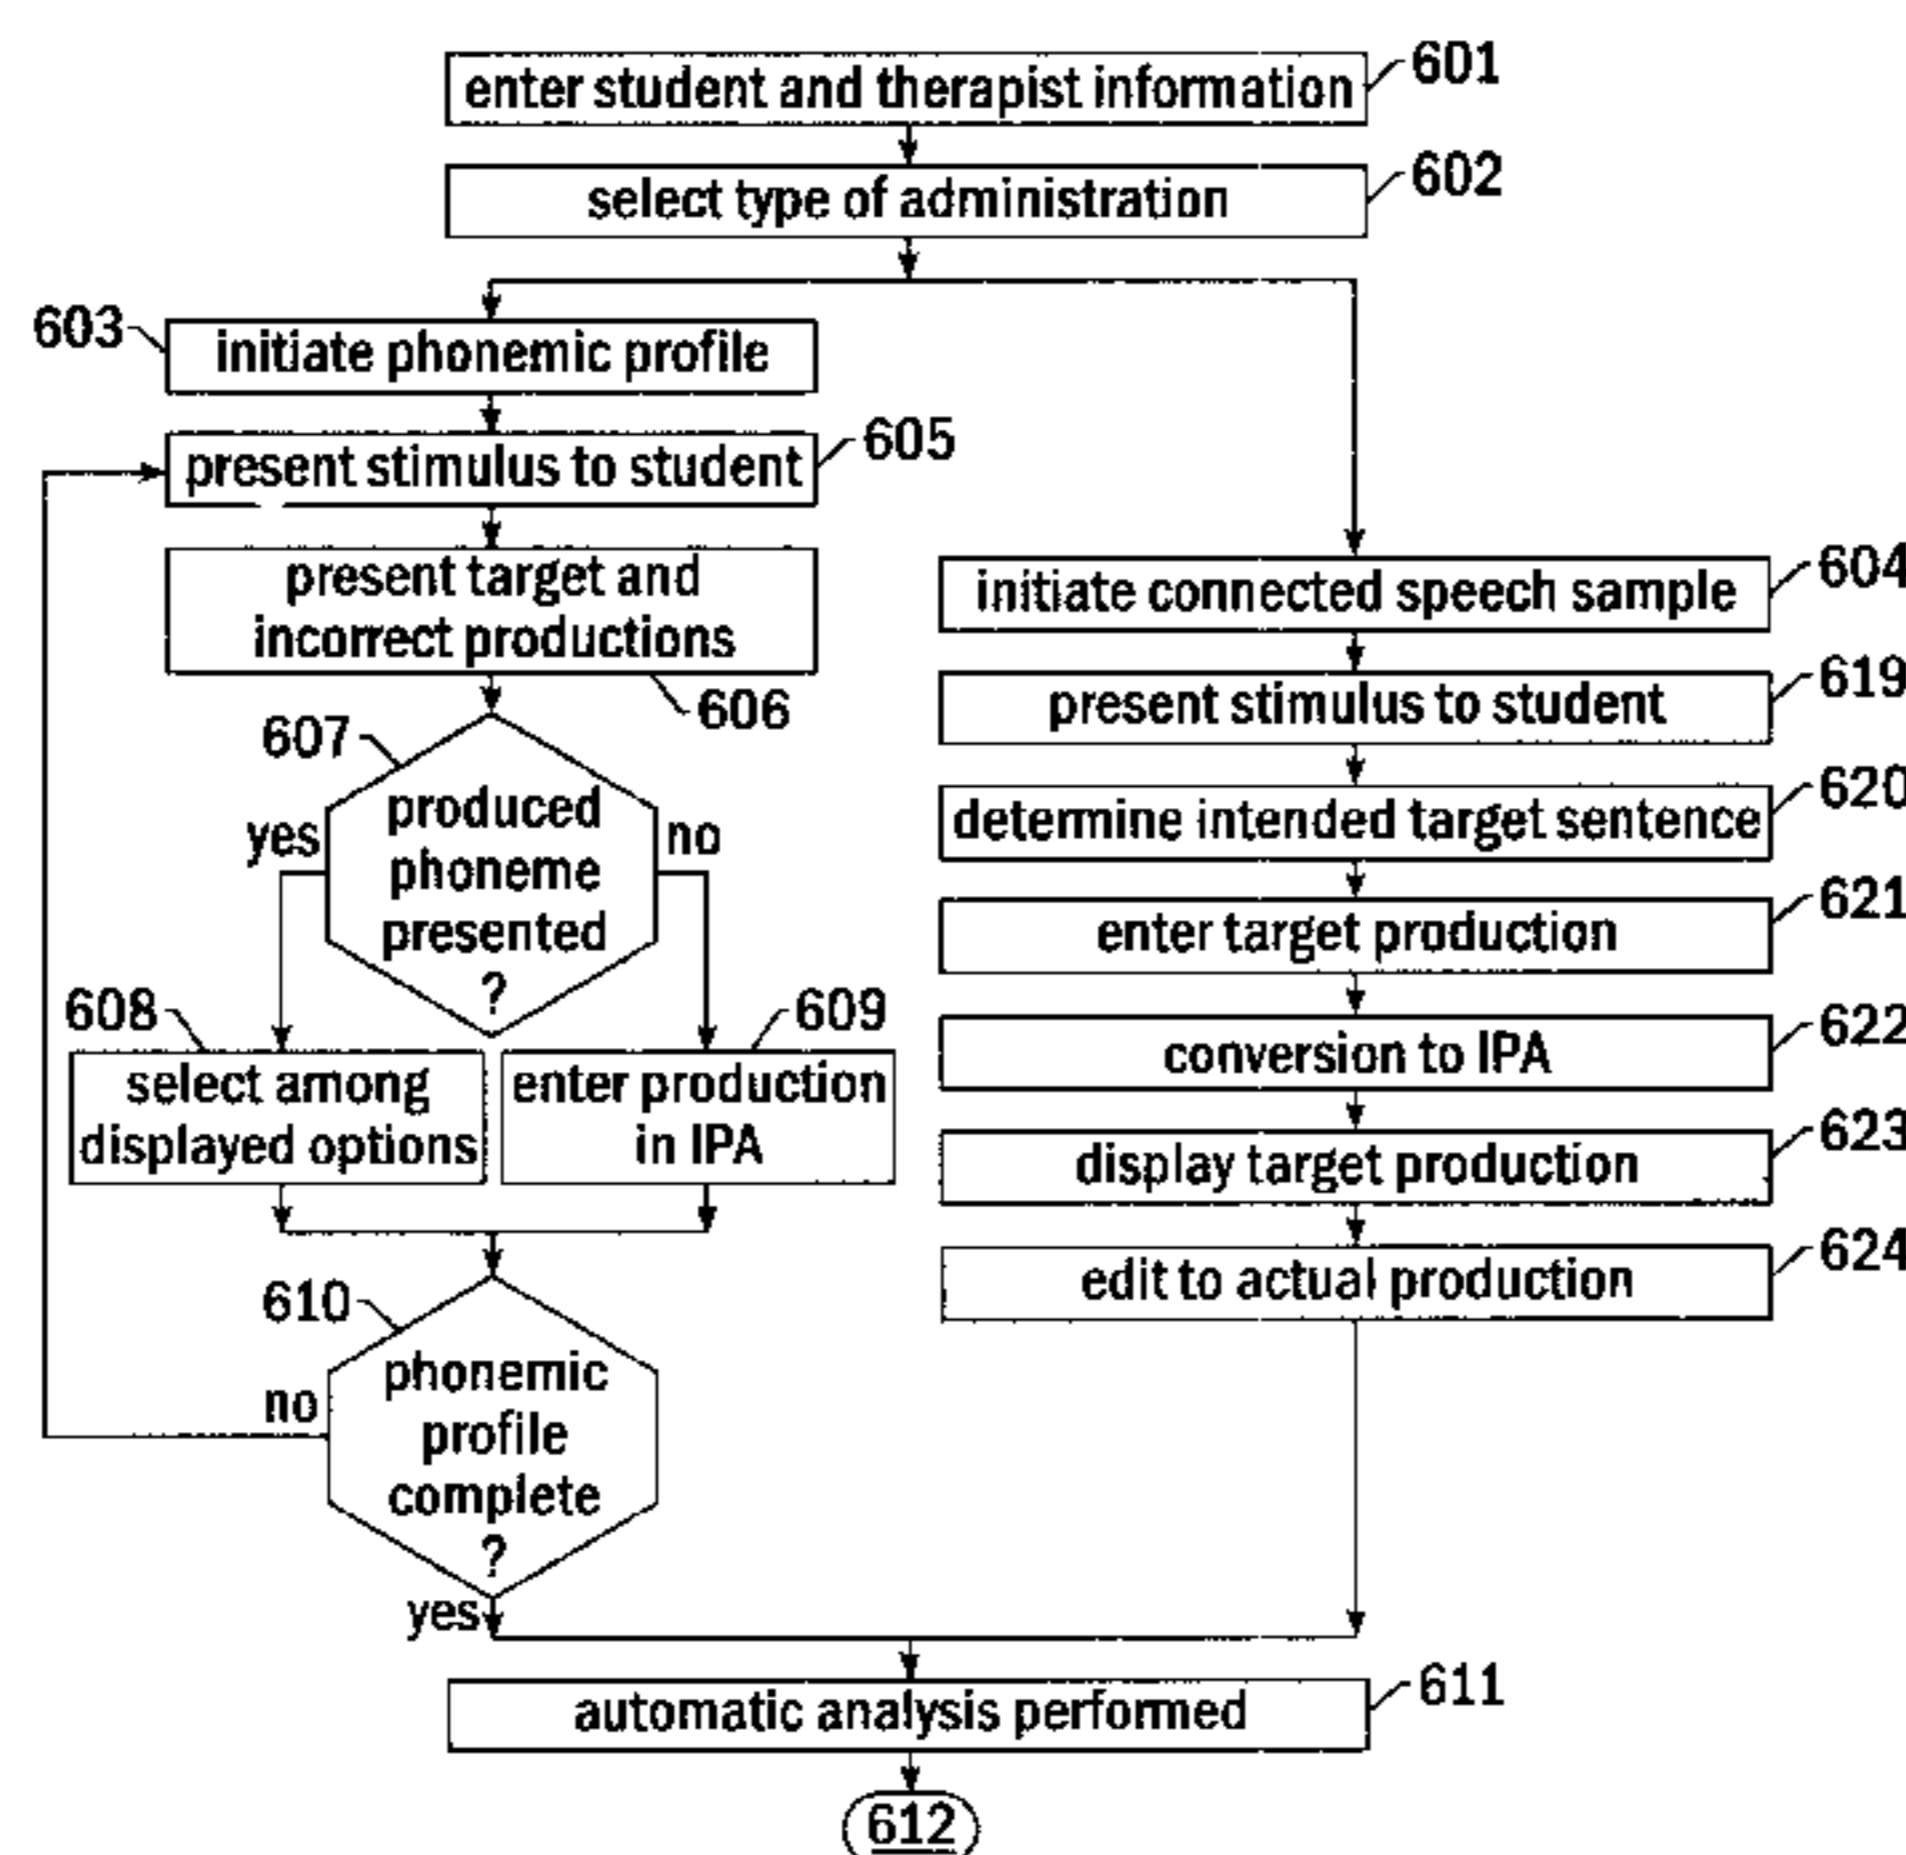 enter student and therapist information
601
select type of administration
602
603
initiate phonemic profile
present stimulus to student
605
present target and
incorrect productions
606
607
produced
phoneme
presented
?
yes
no
608
select among
displayed options
609
enter production
in IPA
610
phonemic
profile
complete
?
no
yes
initiate connected speech sample
604
present stimulus to student
619
determine intended target sentence
620
enter target production
621
conversion to IPA
622
display target production
623
edit to actual production
624
automatic analysis performed
611
612